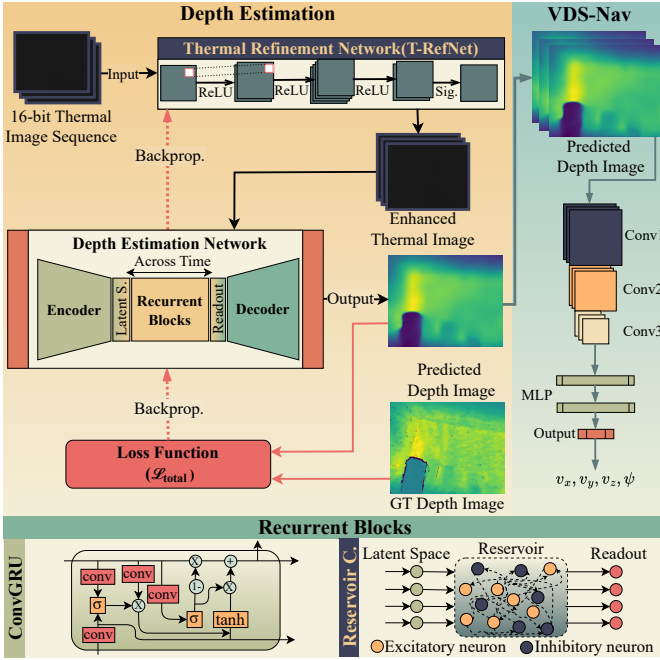 Depth Estimation
VDS-Nav
Thermal Refinement Network(T-RefNet)
Input
ReLU
ReLU
ReLU
Sig.
16-bit Thermal
Image Sequence
Backprop.
Enhanced
Thermal Image
Predicted
Depth Image
Depth Estimation Network
Across Time
Encoder
Latent S.
Recurrent
Blocks
Readout
Decoder
Output
Conv1
Conv2
Conv3
Predicted
Depth Image
Backprop.
MLP
Loss Function
(ℒtotal)
Output
GT Depth Image
vx, vy, vz, ψ
Recurrent Blocks
ConvGRU
conv
conv
conv
σ
X
1-
X
+
X
σ
tanh
conv
Reservoir C.
Latent Space
Reservoir
Readout
Excitatory neuron
Inhibitory neuron